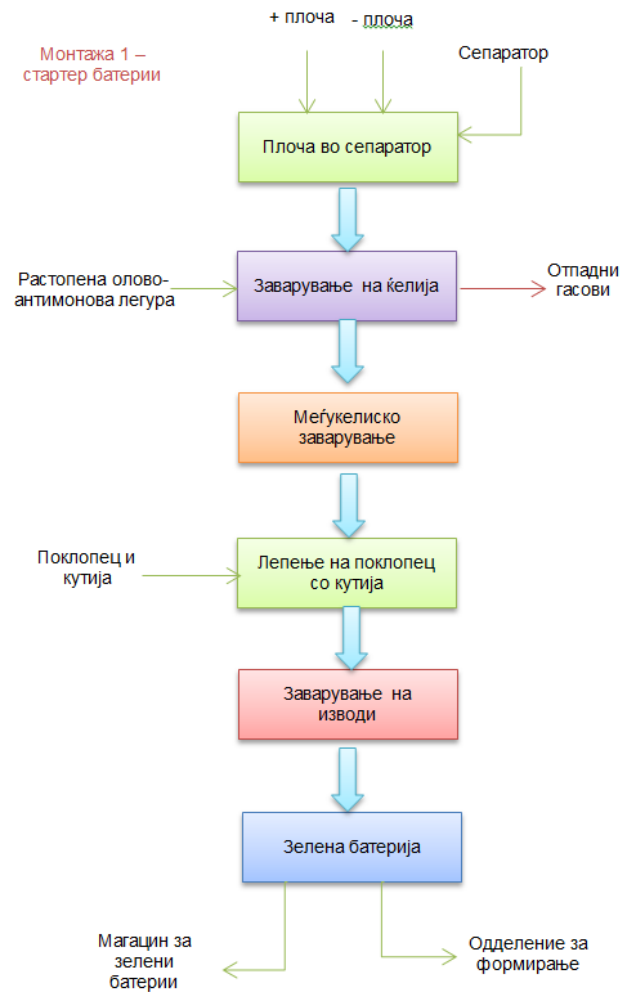 + плоча
- плоча
Монтажа 1 –
стартер батерии
Сепаратор
Плоча во сепаратор
Растопена олово-
антимонова легура
Заварување на ќелија
Отпадни
гасови
Меѓукелиско
заварување
Поклопец и
кутија
Лепење на поклопец
со кутија
Заварување на
изводи
Зелена батерија
Магацин за
зелени
батерии
Одделение за
формирање